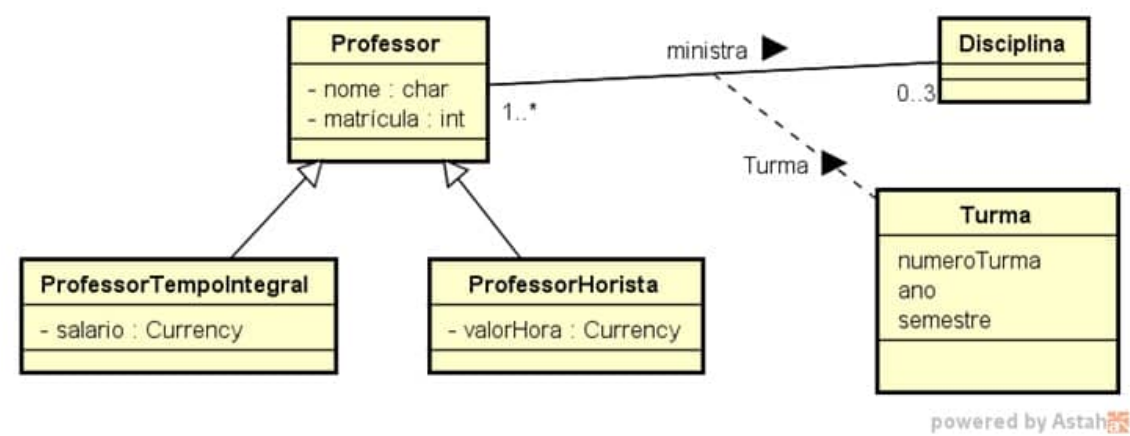 Professor
- nome : char
- matrícula : int
ministra
1..*
0..3
Disciplina
Turma
ProfessorTempoIntegral
- salario : Currency
ProfessorHorista
- valorHora : Currency
Turma
numeroTurma
ano
semestre
powered by Astah